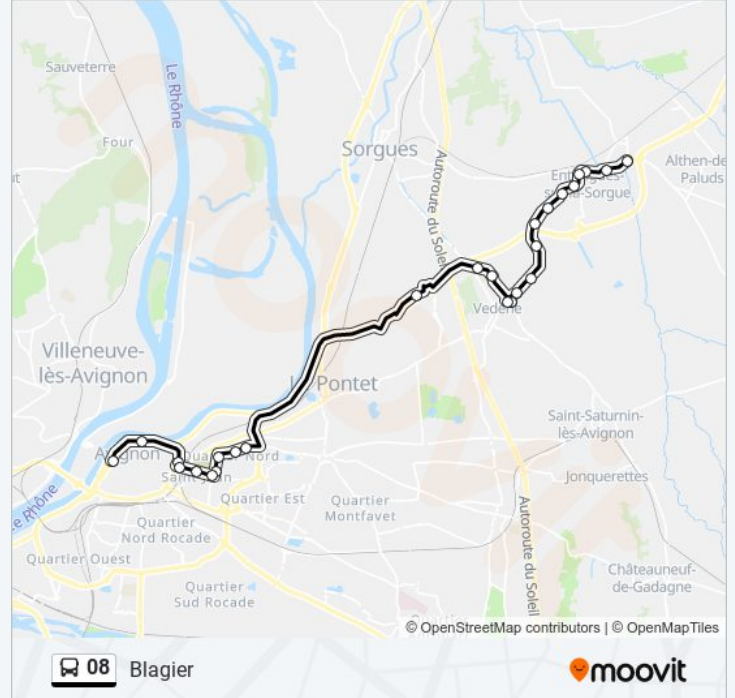 Sauveterre
Le Rhône
Four
Sorgues
Autoroute du Soleil
Althen-de
Paluds
Vedène
Villeneuve-
lès-Avignon
Pontet
Saint-Saturnin-
lès-Avignon
Avignon
Nord
Jonquerettes
Quartier Est
Quartier
Montfavet
Le Rhône
Quartier
Nord Rocade
Autoroute du Soleil
Quartier Ouest
Châteauneuf-
de-Gadagne
Quartier
Sud Rocade
© OpenStreetMap contributors | © OpenMapTiles
08 Blagier
moovit